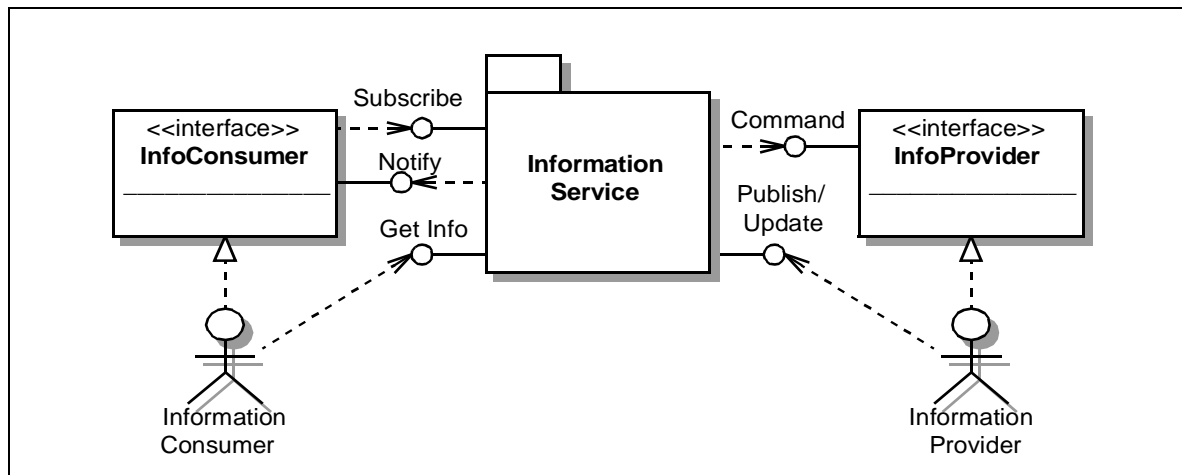 Subscribe
<<interface>>
InfoConsumer
Notify
Get Info
Information
Service
Command
Publish/
Update
<<interface>>
InfoProvider
Information
Consumer
Information
Provider